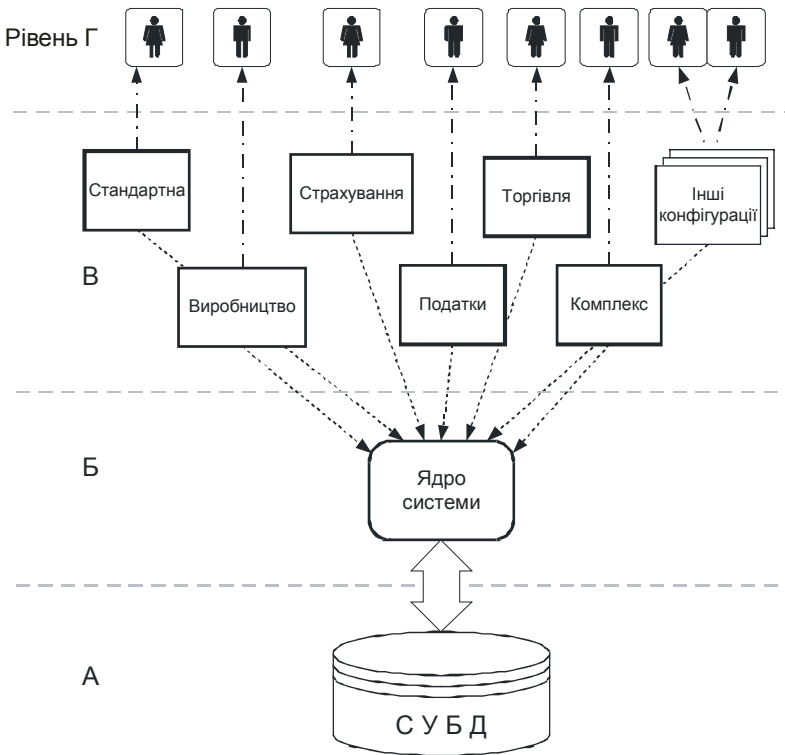 Рівень Г
Стандартна
Страхування
Торгівля
Інші
конфігурації
В
Виробництво
Податки
Комплекс
Б
Ядро
системи
А
С У Б Д